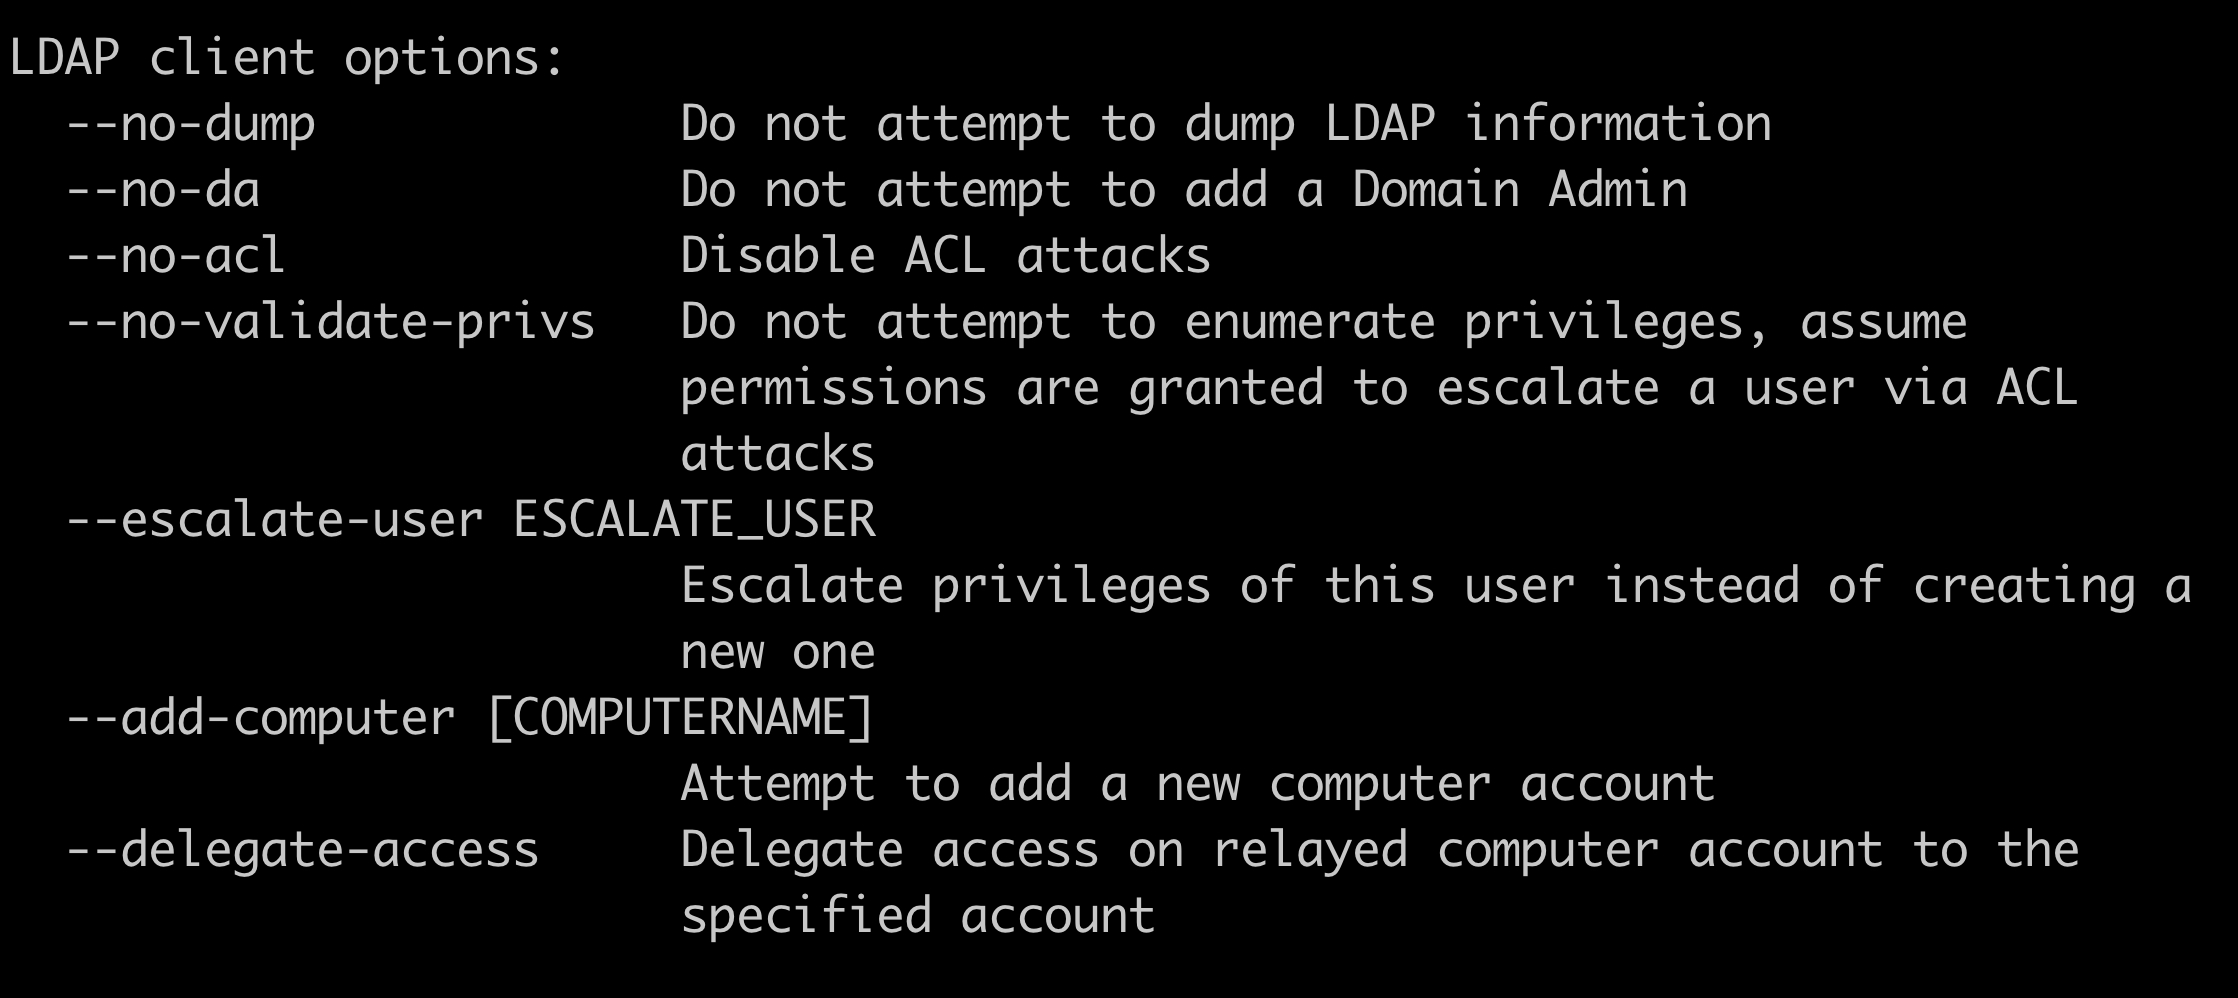 LDAP client options:
--no-dump Do not attempt to dump LDAP information
--no-da Do not attempt to add a Domain Admin
--no-acl Disable ACL attacks
--no-validate-privs Do not attempt to enumerate privileges, assume
permissions are granted to escalate a user via ACL
attacks
--escalate-user ESCALATE_USER
Escalate privileges of this user instead of creating a
new one
--add-computer [COMPUTERNAME]
Attempt to add a new computer account
--delegate-access Delegate access on relayed computer account to the
specified account